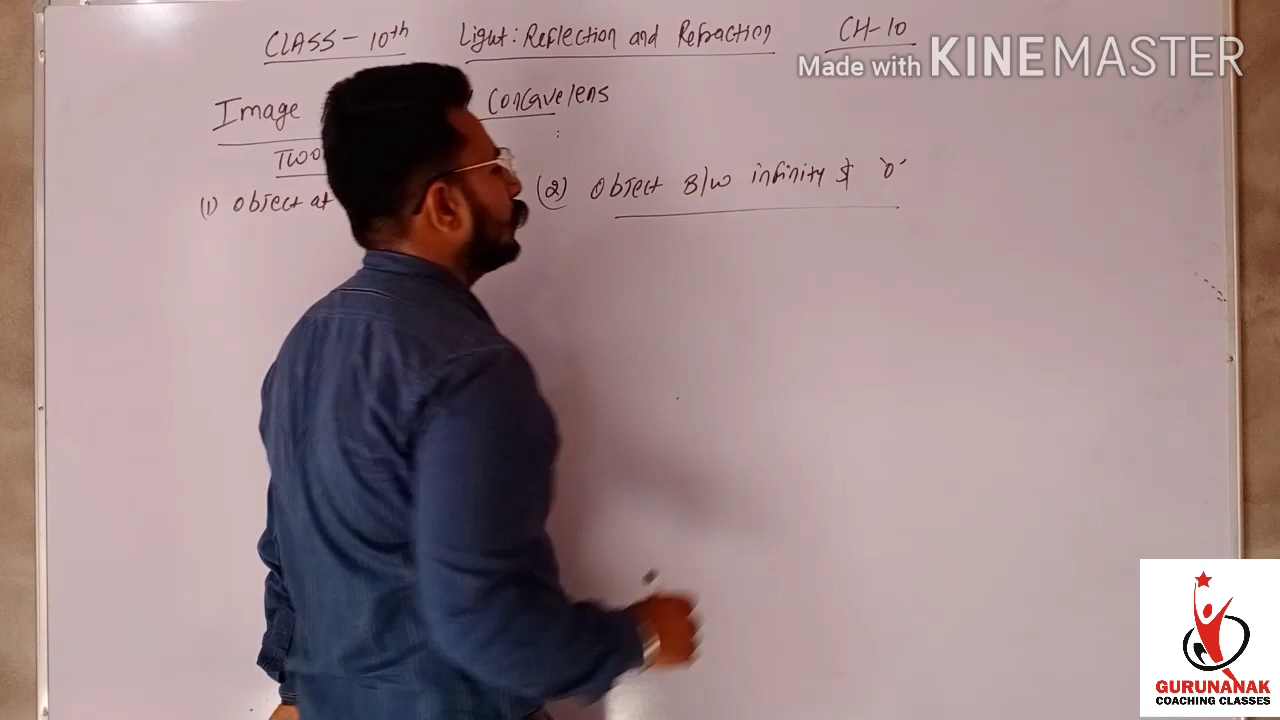 CLASS - 10th Light: Reflection and Refraction CH-10
Made with KINEMASTER
Image Concave lens
TWO
(1) Object at (2) Object B/w infinity & 'O'
GURUNANAK
COACHING CLASSES